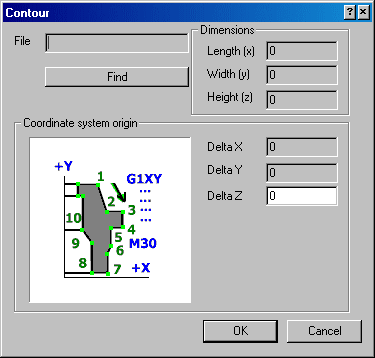 Contour
File
Dimensions
Length (x) 0
Width (y) 0
Height (z) 0
Find
Coordinate system origin
Delta X 0
Delta Y 0
Delta Z 0
+Y
1
G1XY
...
2
3
...
10
4
...
5
9
M30
6
8
7
+X
OK
Cancel